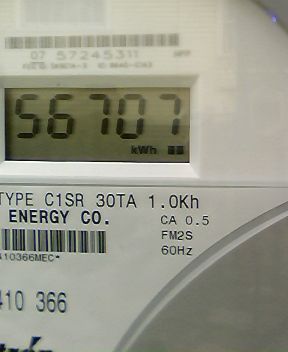 07 57245311
56707
kWh
TYPE C1SR 30TA 1.0Kh
ENERGY CO.
CA 0.5
FM2S
60Hz
410366MEC*
410 366